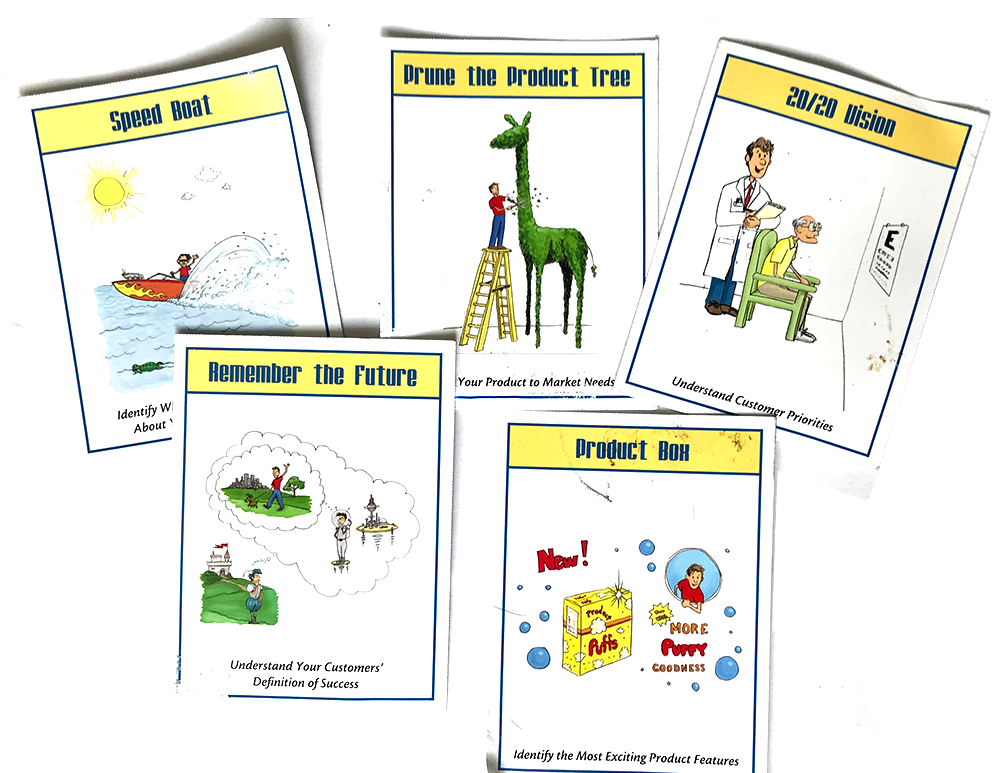 Speed Boat
Identify
About
Prune the Product Tree
Your Product to Market Needs
20/20 Vision
E
Understand Customer Priorities
Remember the Future
Understand Your Customers'
Definition of Success
Product Box
New!
Product
Puffs
MORE
PUFFY
GOODNESS
Identify the Most Exciting Product Features